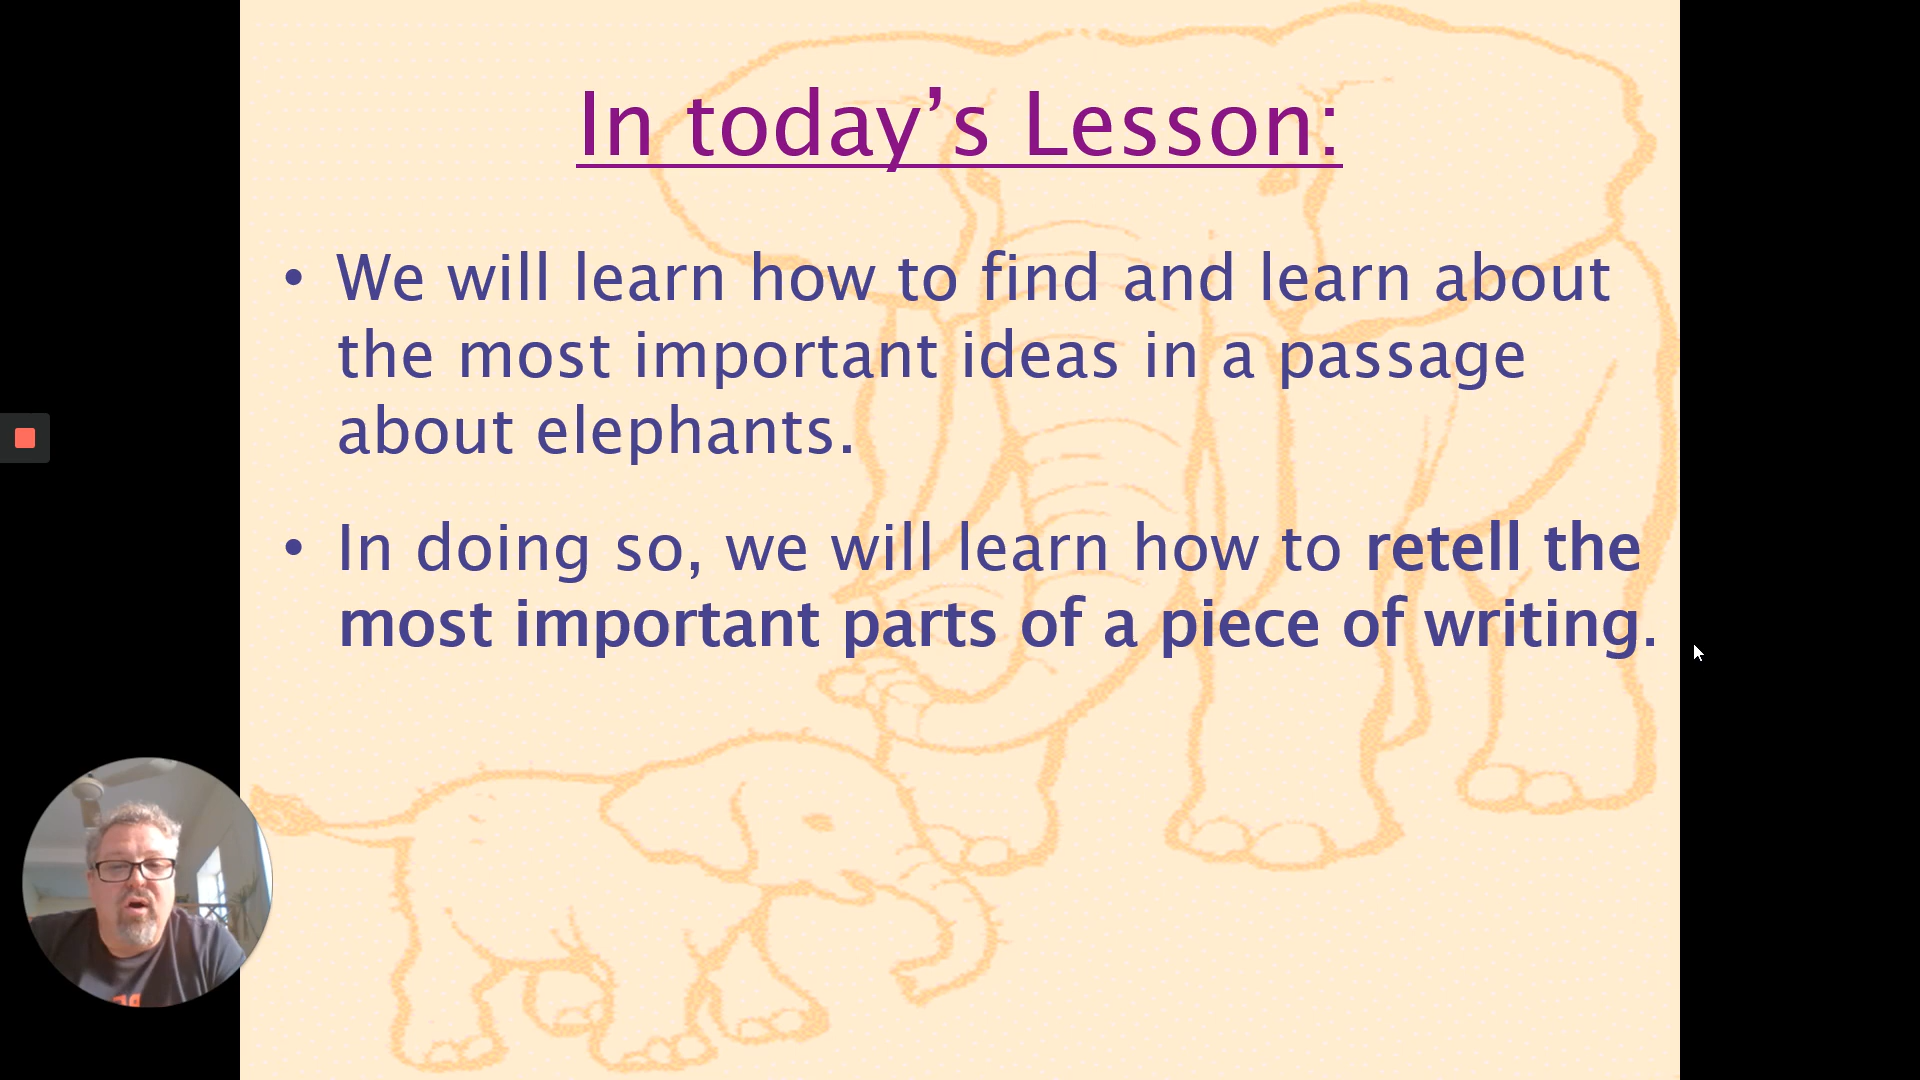 In today’s Lesson:
• We will learn how to find and learn about
the most important ideas in a passage
about elephants.
• In doing so, we will learn how to retell the
most important parts of a piece of writing.